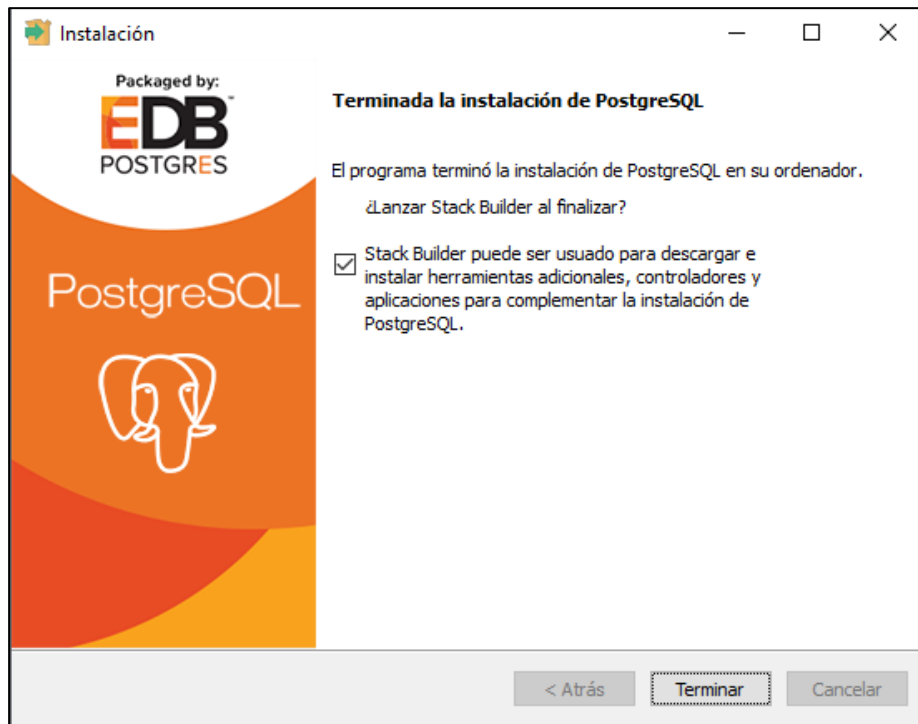 Instalación
Packaged by:
EDB™
POSTGRES
PostgreSQL
Terminada la instalación de PostgreSQL
El programa terminó la instalación de PostgreSQL en su ordenador.
¿Lanzar Stack Builder al finalizar?
Stack Builder puede ser usado para descargar e
instalar herramientas adicionales, controladores y
aplicaciones para complementar la instalación de
PostgreSQL.
< Atrás
Terminar
Cancelar